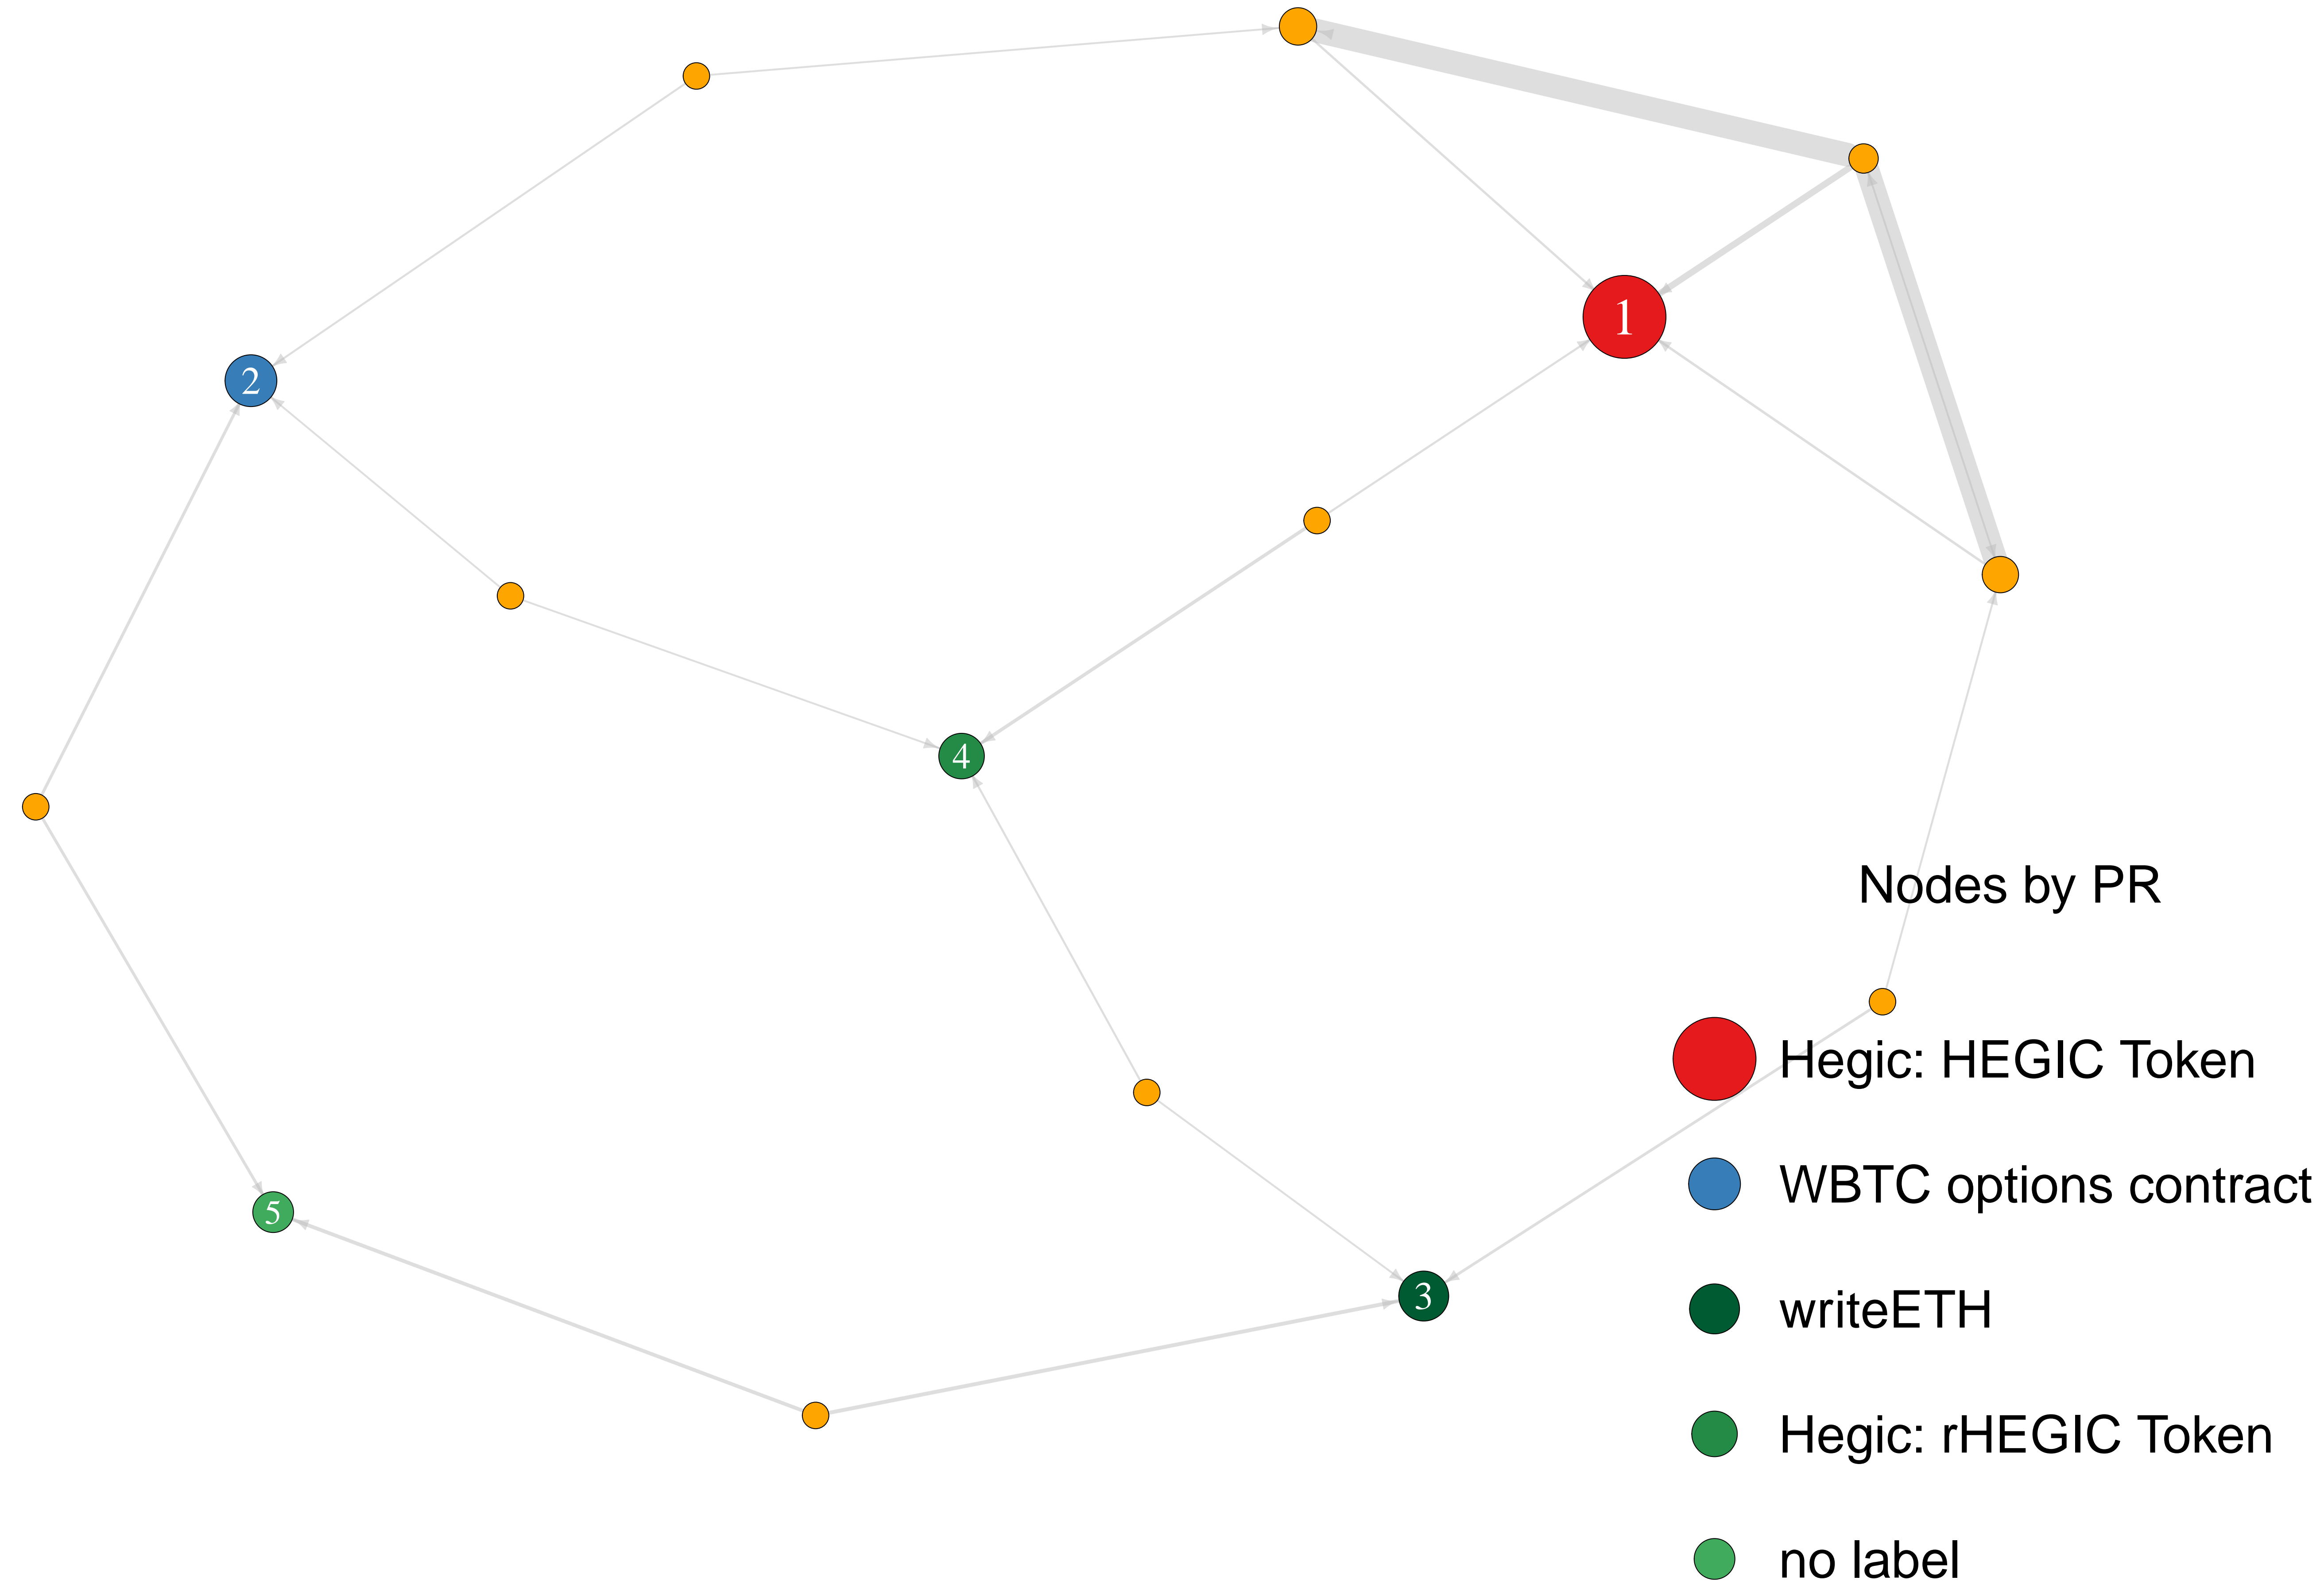 1
2
4
Nodes by PR
Hegic: HEGIC Token
WBTC options contract
5
3
writeETH
Hegic: rHEGIC Token
no label